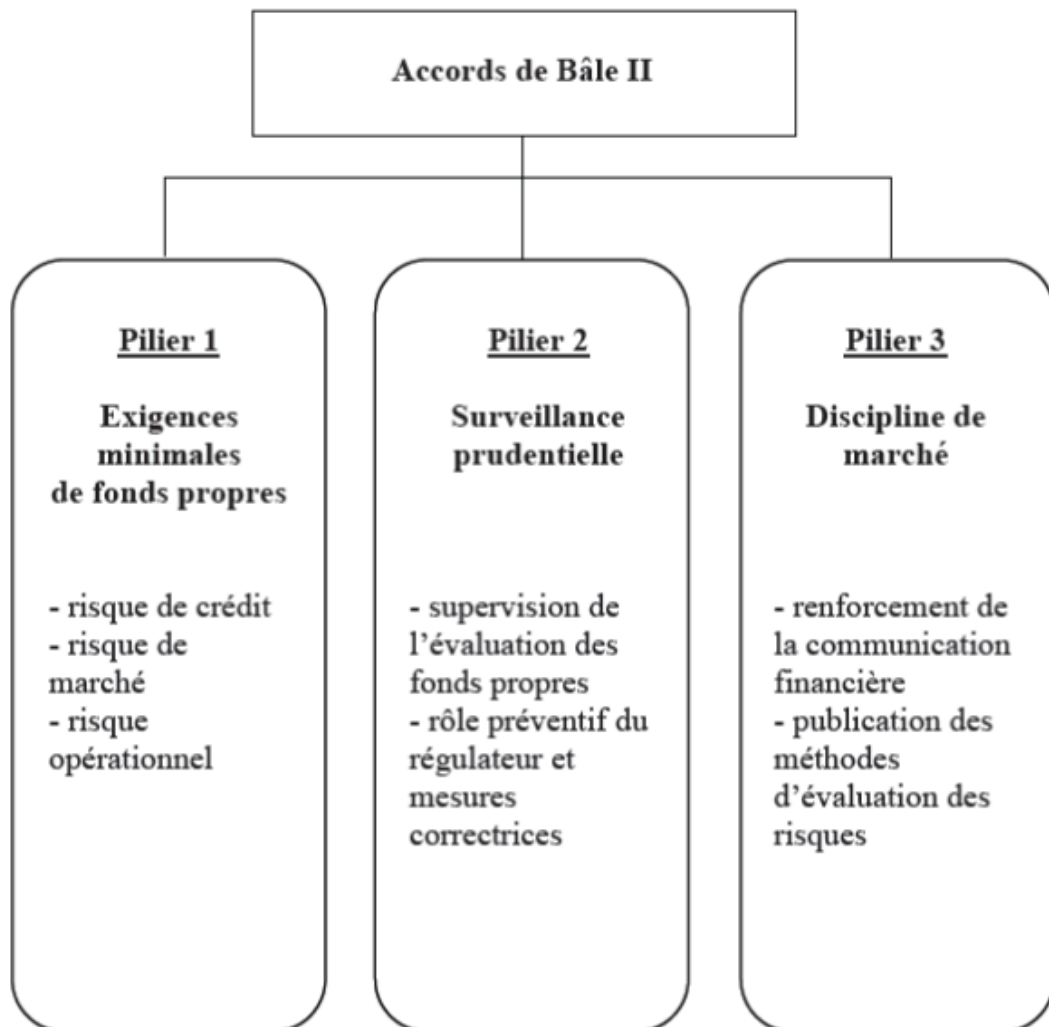 Accords de Bâle II
Pilier 1
Exigences
minimales
de fonds propres
- risque de crédit
- risque de
marché
- risque
opérationnel
Pilier 2
Surveillance
prudentielle
- supervision de
l’évaluation des
fonds propres
- rôle préventif du
régulateur et
mesures
correctrices
Pilier 3
Discipline de
marché
- renforcement de
la communication
financière
- publication des
méthodes
d’évaluation des
risques